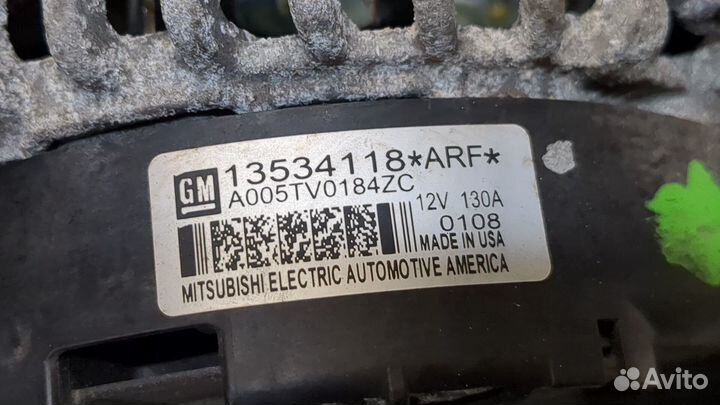 GM 13534118*ARF*
A005TV0184ZC
12V 130A
0108
MADE IN USA
MITSUBISHI ELECTRIC AUTOMOTIVE AMERICA
Avito